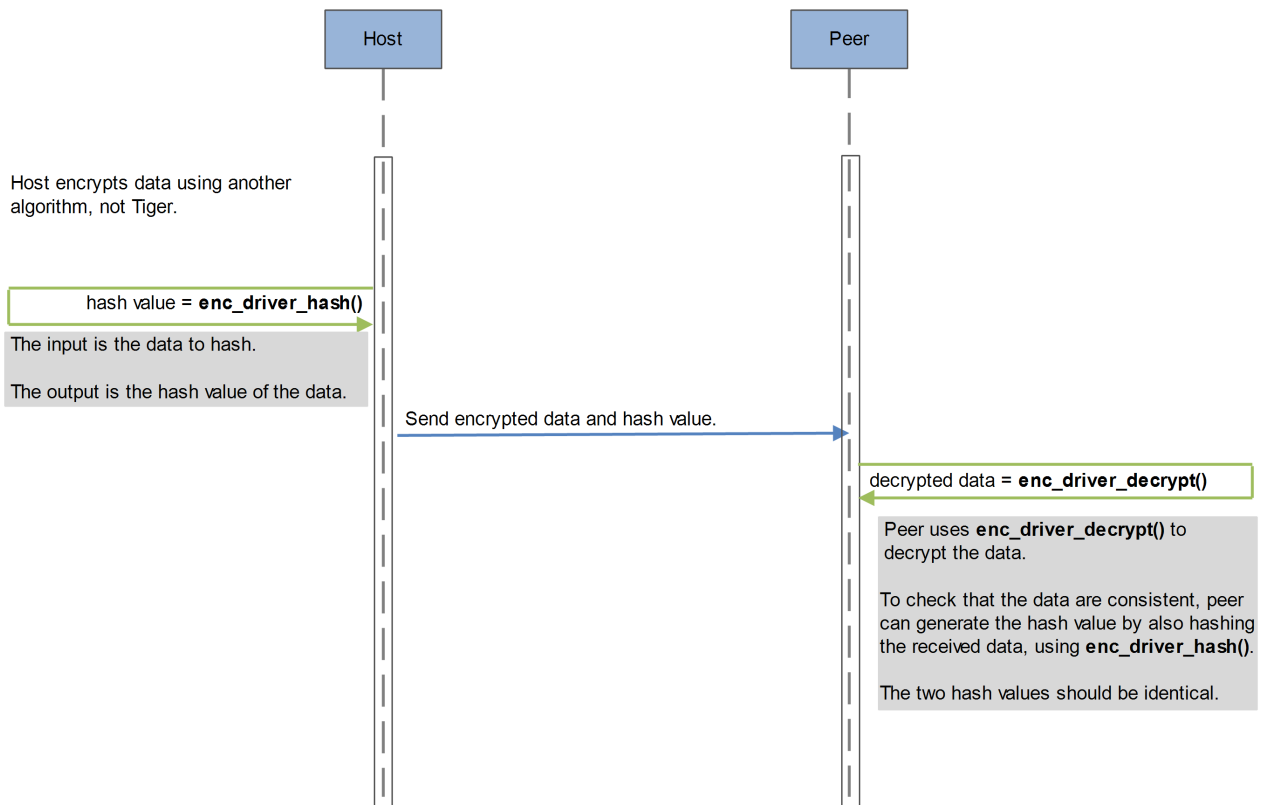 Host
Peer
Host encrypts data using another
algorithm, not Tiger.
hash value = enc_driver_hash()
The input is the data to hash.
The output is the hash value of the data.
Send encrypted data and hash value.
decrypted data = enc_driver_decrypt()
Peer uses enc_driver_decrypt() to
decrypt the data.
To check that the data are consistent, peer
can generate the hash value by also hashing
the received data, using enc_driver_hash().
The two hash values should be identical.